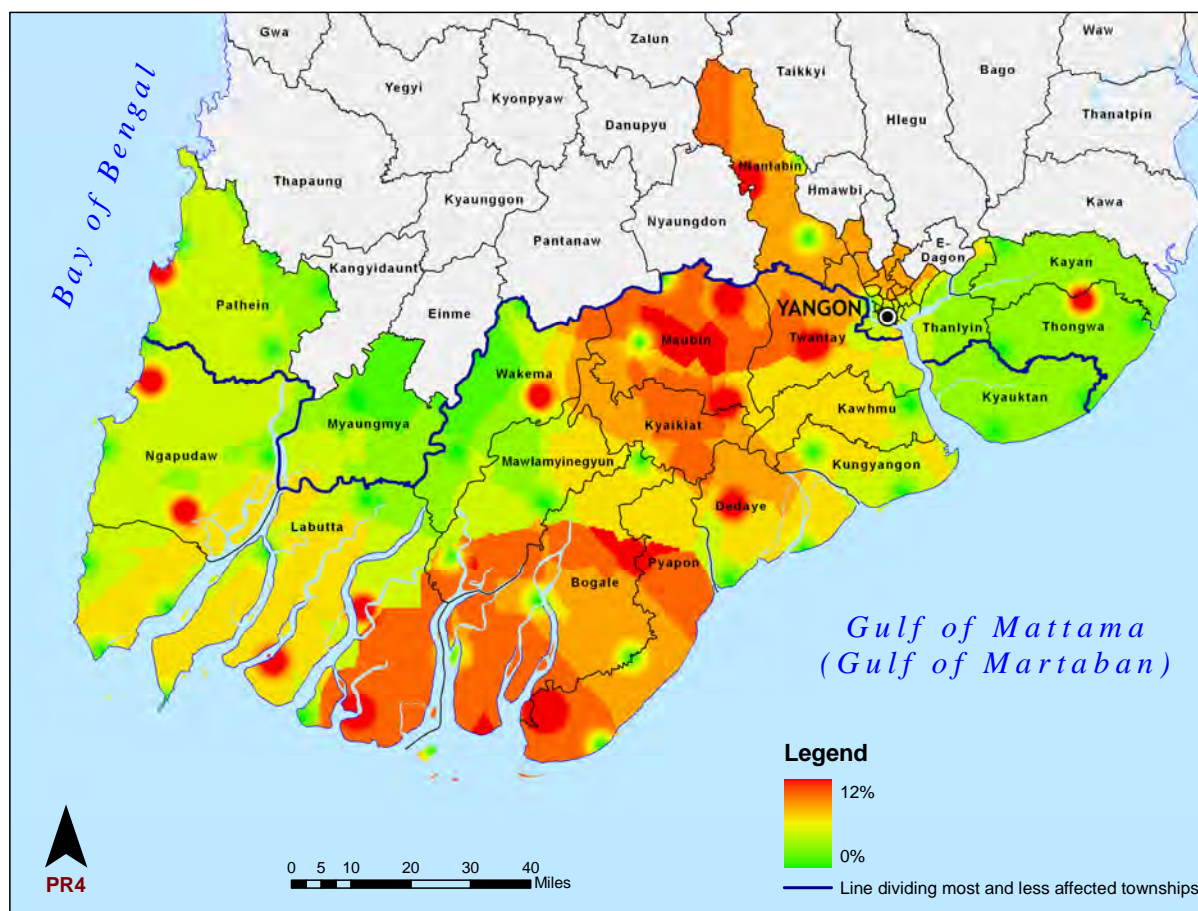 Gwa
Zalun
Waw
Yegyi
Taikkyi
Bago
Kyonpyaw
Danupyu
Hlegu
Thanatpin
Bay of Bengal
Thapaung
Hlantabin
Kyaunggon
Hmawbi
Kawa
Nyaungdon
Pantanaw
E-
Dagon
Kangyidaunt
Kayan
Pathein
Einme
YANGON
Thanlyin
Thongwa
Maubin
Twantay
Wakema
Kyauktan
Kawhmu
Myaungmya
Kyaiklat
Ngapudaw
Mawlamyinegyun
Kungyangon
Labutta
Dedaye
Bogale
Pyapon
Gulf of Mattama
(Gulf of Martaban)
Legend
12%
0%
Line dividing most and less affected townships
PR4
0 5 10 20 30 40
Miles